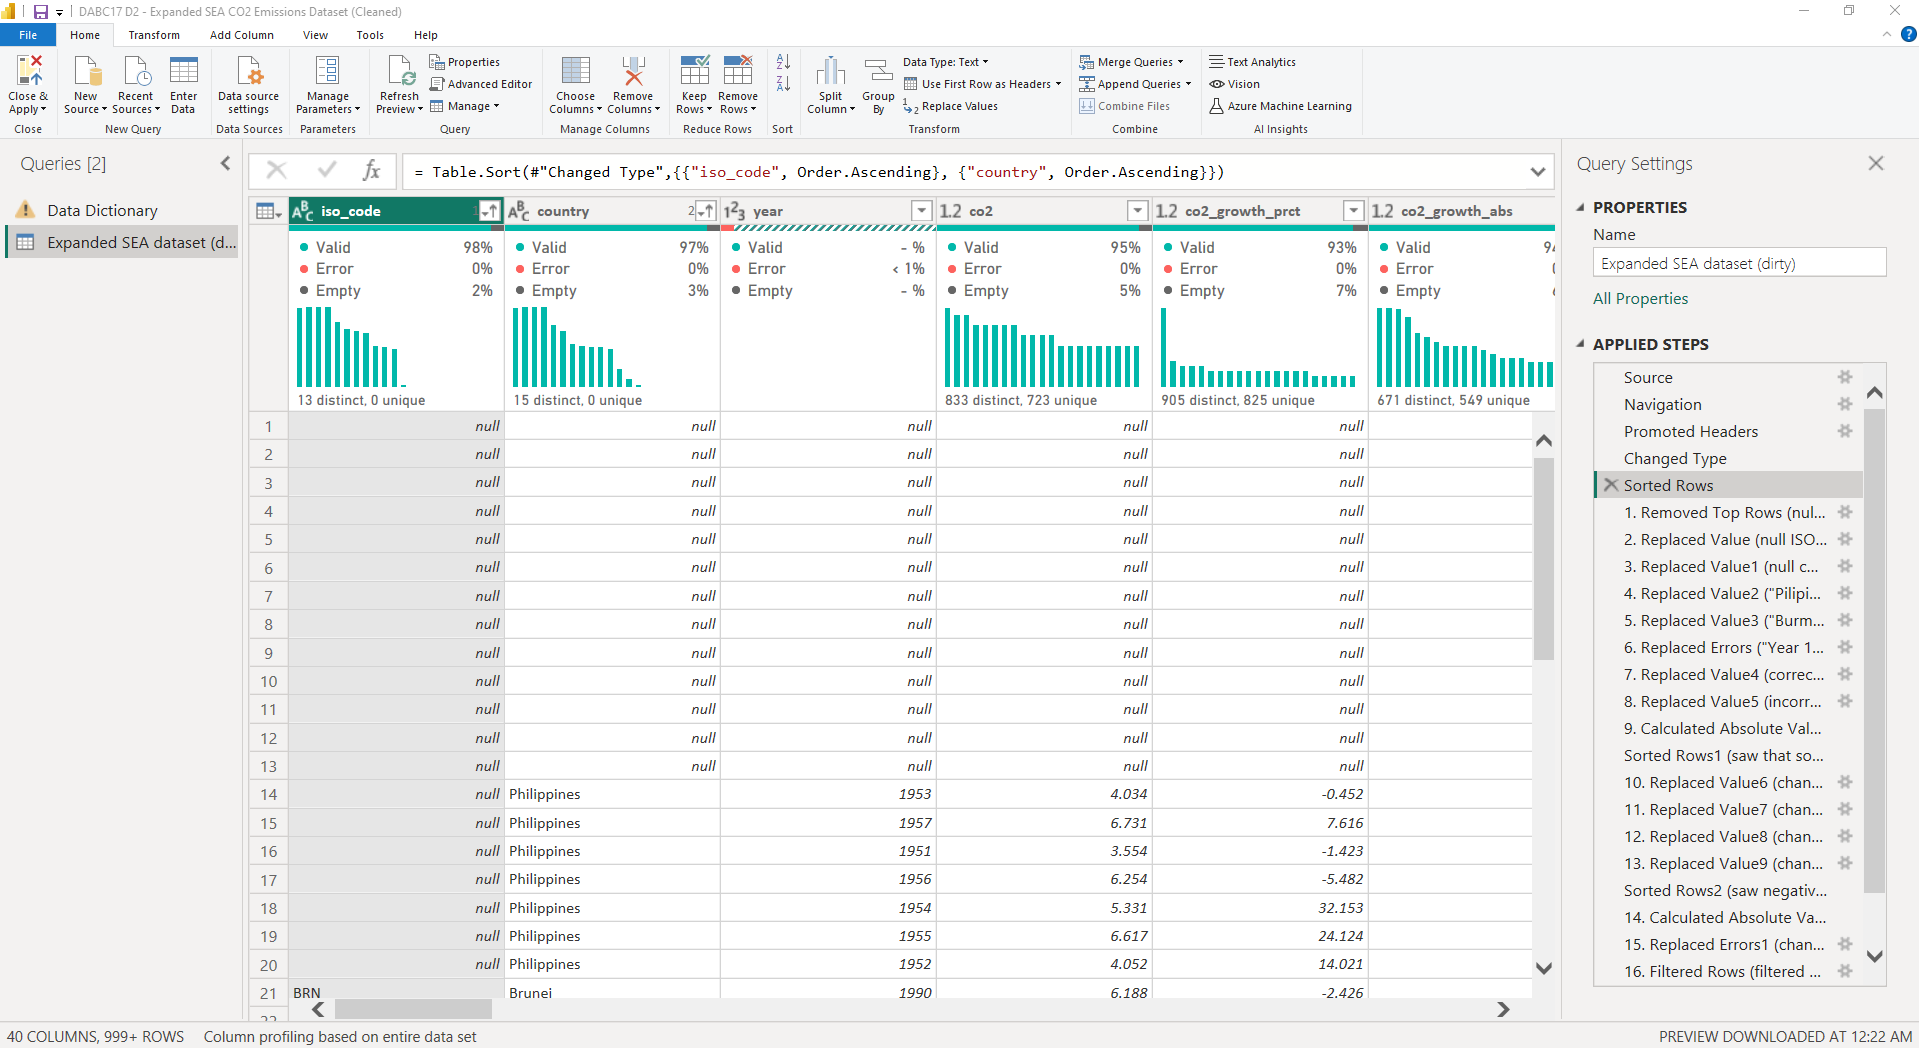 DABC17 D2 - Expanded SEA CO2 Emissions Dataset (Cleaned)
File Home Transform Add Column View Tools Help
Close & Apply
Close
New Source
Recent Sources
Enter Data
New Query
Data source settings
Data Sources
Manage Parameters
Parameters
Refresh Preview
Properties
Advanced Editor
Manage
Query
Choose Columns
Remove Columns
Manage Columns
Keep Rows
Remove Rows
Reduce Rows
Sort
Split Column
Group By
Data Type: Text
Use First Row as Headers
Replace Values
Transform
Merge Queries
Append Queries
Combine Files
Combine
Text Analytics
Vision
Azure Machine Learning
AI Insights
Queries [2]
Data Dictionary
Expanded SEA dataset (d...
= Table.Sort(#"Changed Type",{{"iso_code", Order.Ascending}, {"country", Order.Ascending}})
iso_code 1 country 2 year co2 co2_growth_prct co2_growth_abs
Valid 98% Valid 97% Valid - % Valid 95% Valid 93% Valid
Error 0% Error 0% Error < 1% Error 0% Error 0% Error
Empty 2% Empty 3% Empty - % Empty 5% Empty 7% Empty
13 distinct, 0 unique 15 distinct, 0 unique 833 distinct, 723 unique 905 distinct, 825 unique 671 distinct, 549 unique
1 null null null null null
2 null null null null null
3 null null null null null
4 null null null null null
5 null null null null null
6 null null null null null
7 null null null null null
8 null null null null null
9 null null null null null
10 null null null null null
11 null null null null null
12 null null null null null
13 null null null null null
14 null Philippines 1953 4.034 -0.452
15 null Philippines 1957 6.731 7.616
16 null Philippines 1951 3.554 -1.423
17 null Philippines 1956 6.254 -5.482
18 null Philippines 1954 5.331 32.153
19 null Philippines 1955 6.617 24.124
20 null Philippines 1952 4.052 14.021
21 BRN Brunei 1990 6.188 -2.426
Query Settings
PROPERTIES
Name
Expanded SEA dataset (dirty)
All Properties
APPLIED STEPS
Source
Navigation
Promoted Headers
Changed Type
Sorted Rows
1. Removed Top Rows (nul...
2. Replaced Value (null ISO...
3. Replaced Value1 (null c...
4. Replaced Value2 ("Pilipi...
5. Replaced Value3 ("Burm...
6. Replaced Errors ("Year 1...
7. Replaced Value4 (correc...
8. Replaced Value5 (incorr...
9. Calculated Absolute Val...
Sorted Rows1 (saw that so...
10. Replaced Value6 (chan...
11. Replaced Value7 (chan...
12. Replaced Value8 (chan...
13. Replaced Value9 (chan...
Sorted Rows2 (saw negativ...
14. Calculated Absolute Va...
15. Replaced Errors1 (chan...
16. Filtered Rows (filtered ...
40 COLUMNS, 999+ ROWS Column profiling based on entire data set PREVIEW DOWNLOADED AT 12:22 AM